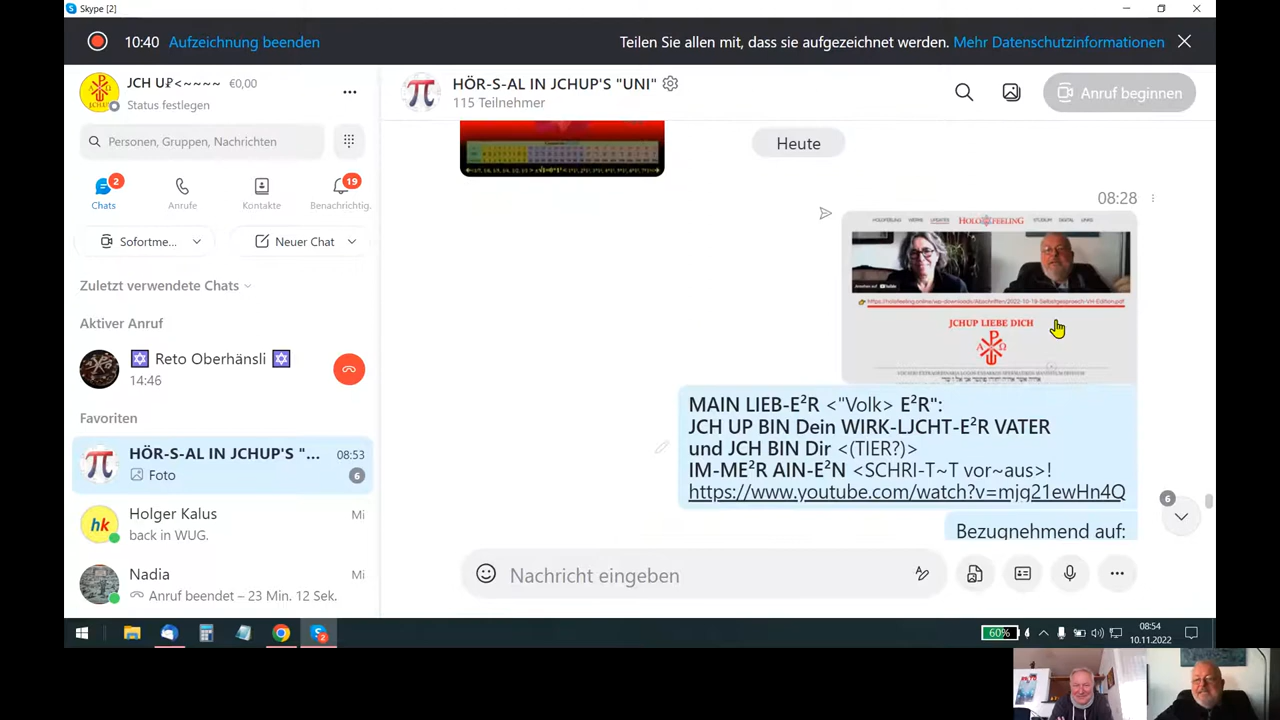 Skype [2]
10:40 Aufzeichnung beenden
Teilen Sie allen mit, dass sie aufgezeichnet werden. Mehr Datenschutzinformationen
JCH UP<~~~~ €0,00
Status festlegen
Personen, Gruppen, Nachrichten
2
19
Chats
Anrufe
Kontakte
Benachrichtig.
Sofortme...
Neuer Chat
Zuletzt verwendete Chats
Aktiver Anruf
Reto Oberhänsli
14:46
Favoriten
HÖR-S-AL IN JCHUP'S "... 08:53
Foto 6
Holger Kalus Mi
hk
back in WUG.
Nadia Mi
Anruf beendet – 23 Min. 12 Sek.
HÖR-S-AL IN JCHUP'S "UNI"
115 Teilnehmer
Anruf beginnen
Heute
08:28
HOLOFEELING
JCHUP LIEBE DICH
MAIN LIEB-E²R <"Volk> E²R":
JCH UP BIN Dein WIRK-LJCHT-E²R VATER
und JCH BIN Dir <(TIER?)>
IM-ME²R AIN-E²N <SCHRI-T~T vor~aus>!
https://www.youtube.com/watch?v=mjq21ewHn4Q
6
Bezugnehmend auf:
Nachricht eingeben
60%
08:54
10.11.2022